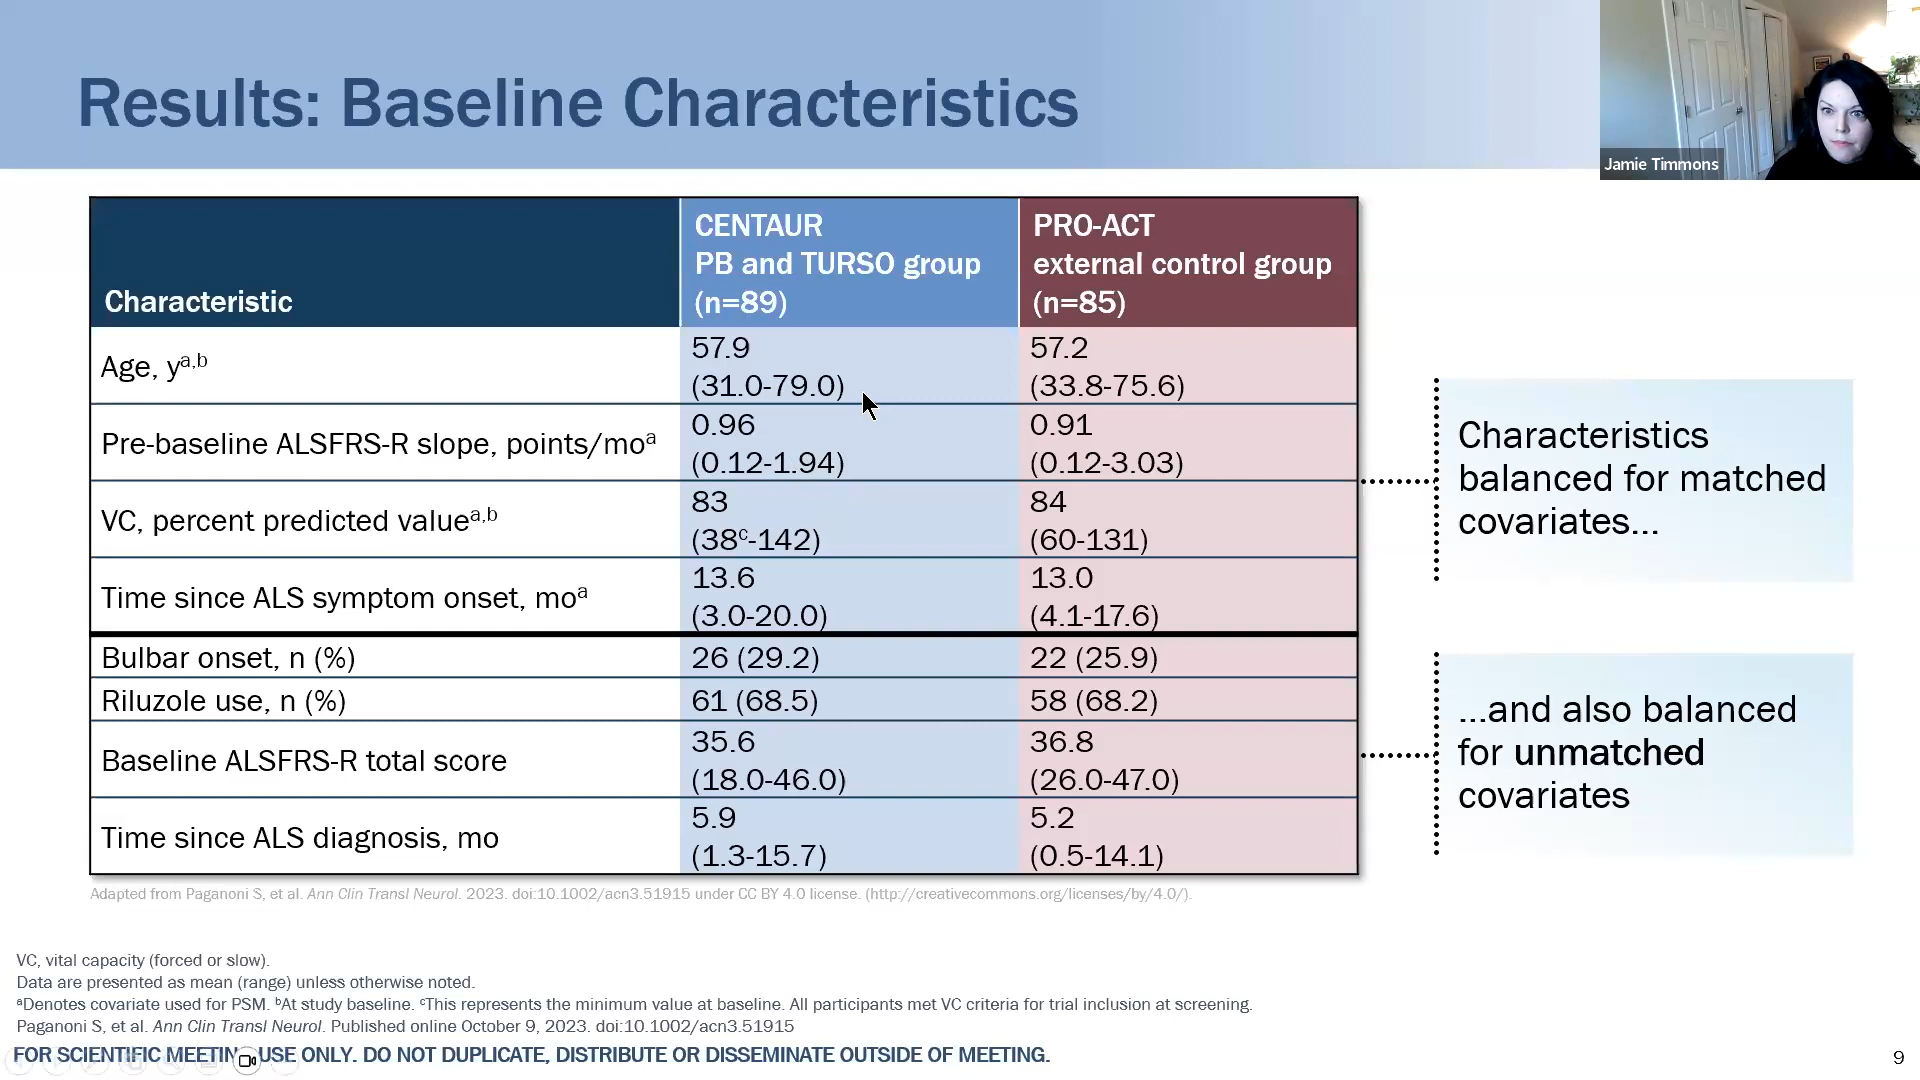 Results: Baseline Characteristics
Jamie Timmons
Characteristic
CENTAUR
PB and TURSO group
(n=89)
PRO-ACT
external control group
(n=85)
Age, yᵃ,ᵇ
57.9
(31.0-79.0)
57.2
(33.8-75.6)
Pre-baseline ALSFRS-R slope, points/moᵃ
0.96
(0.12-1.94)
0.91
(0.12-3.03)
VC, percent predicted valueᵃ,ᵇ
83
(38ᶜ-142)
84
(60-131)
Time since ALS symptom onset, moᵃ
13.6
(3.0-20.0)
13.0
(4.1-17.6)
Bulbar onset, n (%)
26 (29.2)
22 (25.9)
Riluzole use, n (%)
61 (68.5)
58 (68.2)
Baseline ALSFRS-R total score
35.6
(18.0-46.0)
36.8
(26.0-47.0)
Time since ALS diagnosis, mo
5.9
(1.3-15.7)
5.2
(0.5-14.1)
Characteristics
balanced for matched
covariates...
...and also balanced
for unmatched
covariates
Adapted from Paganoni S, et al. Ann Clin Transl Neurol. 2023. doi:10.1002/acn3.51915 under CC BY 4.0 license. (http://creativecommons.org/licenses/by/4.0/).
VC, vital capacity (forced or slow).
Data are presented as mean (range) unless otherwise noted.
ᵃDenotes covariate used for PSM. ᵇAt study baseline. ᶜThis represents the minimum value at baseline. All participants met VC criteria for trial inclusion at screening.
Paganoni S, et al. Ann Clin Transl Neurol. Published online October 9, 2023. doi:10.1002/acn3.51915
FOR SCIENTIFIC MEETING USE ONLY. DO NOT DUPLICATE, DISTRIBUTE OR DISSEMINATE OUTSIDE OF MEETING.
9